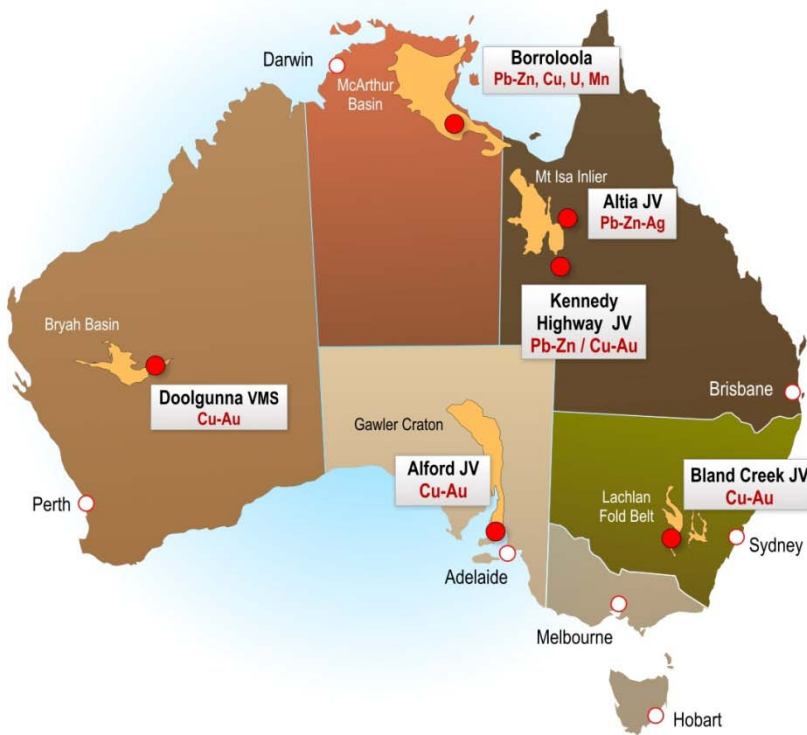 Darwin
McArthur
Basin
Borroloola
Pb-Zn, Cu, U, Mn
Mt Isa Inlier
Altia JV
Pb-Zn-Ag
Kennedy
Highway JV
Pb-Zn / Cu-Au
Bryah Basin
Doolgunna VMS
Cu-Au
Brisbane
Gawler Craton
Alford JV
Cu-Au
Bland Creek JV
Cu-Au
Lachlan
Fold Belt
Perth
Sydney
Adelaide
Melbourne
Hobart